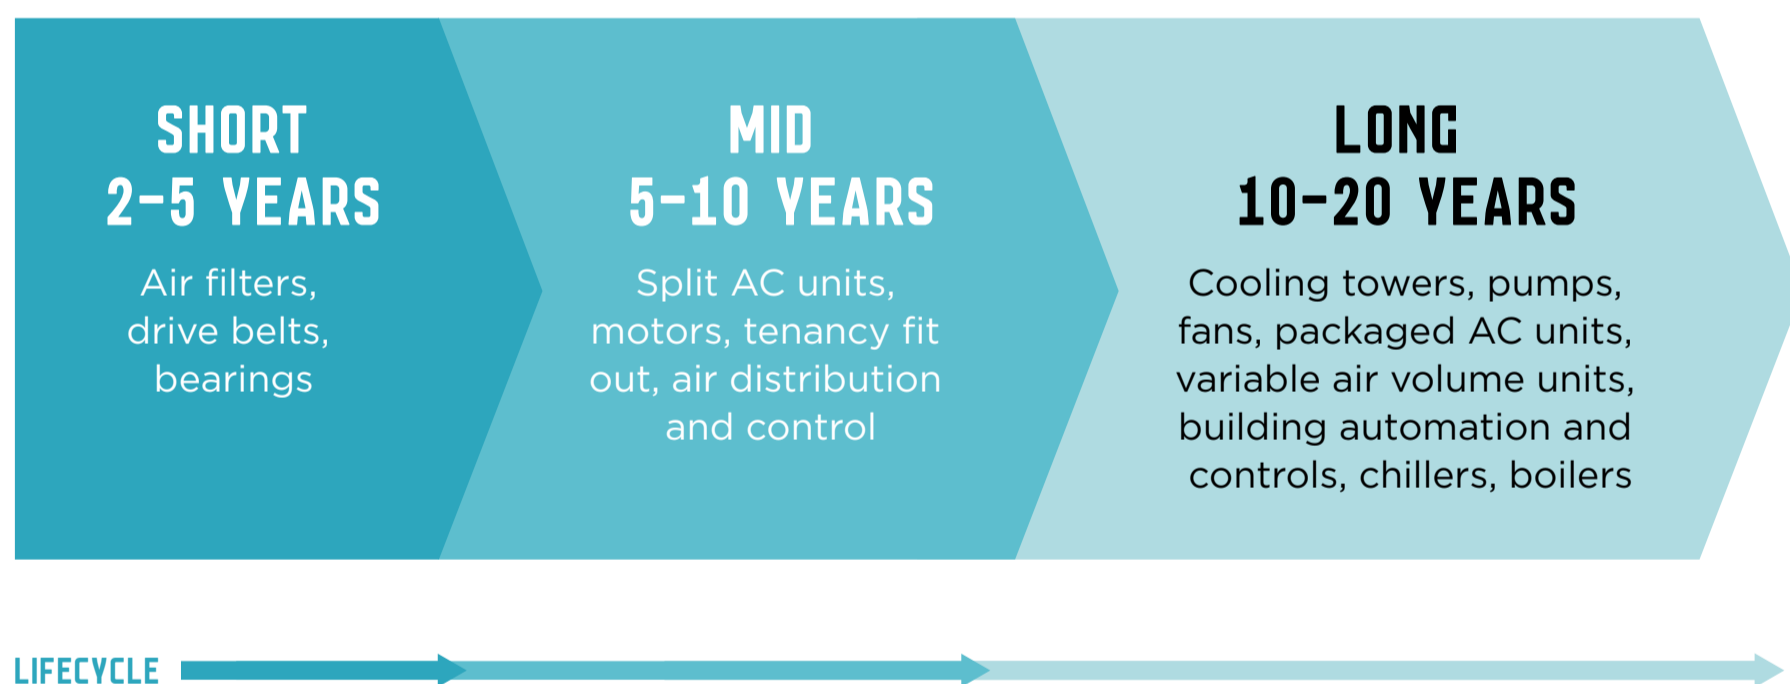 SHORT
2-5 YEARS
Air filters,
drive belts,
bearings
MID
5-10 YEARS
Split AC units,
motors, tenancy fit
out, air distribution
and control
LONG
10-20 YEARS
Cooling towers, pumps,
fans, packaged AC units,
variable air volume units,
building automation and
controls, chillers, boilers
LIFECYCLE